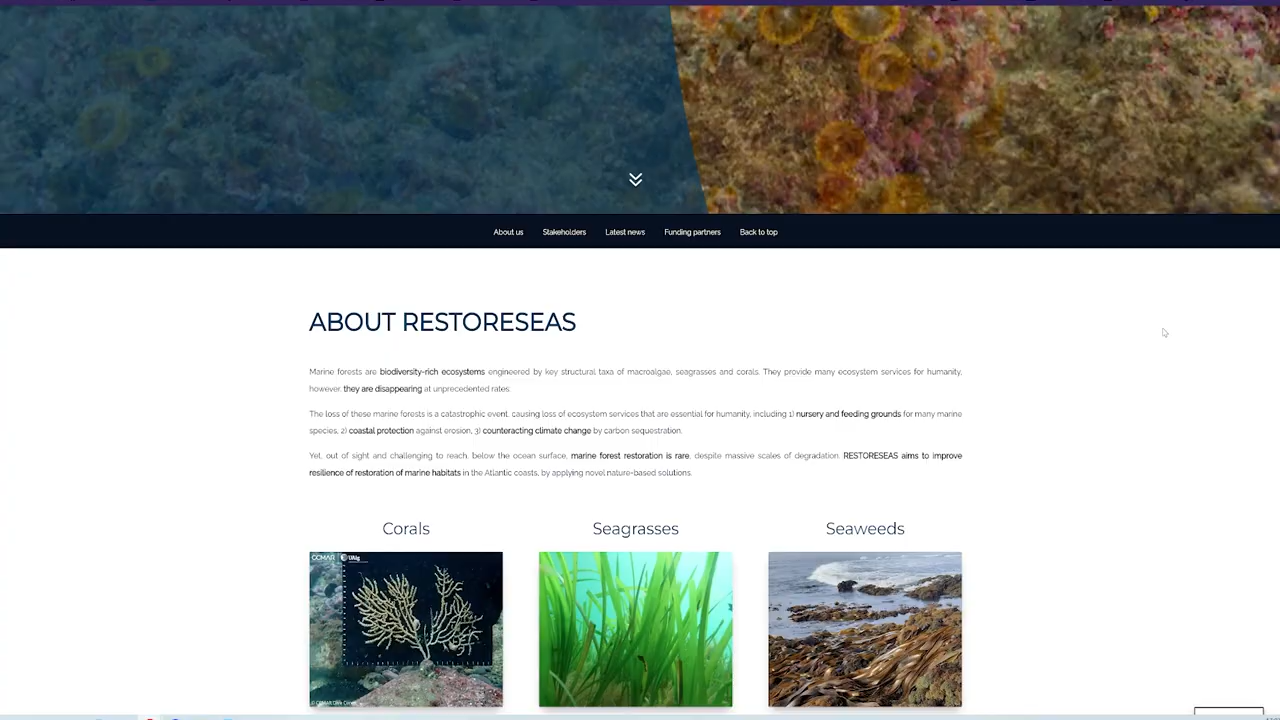 About us Stakeholders Latest news Funding partners Back to top
ABOUT RESTORESEAS
Marine forests are biodiversity-rich ecosystems engineered by key structural taxa of macroalgae, seagrasses and corals. They provide many ecosystem services for humanity,
however, they are disappearing at unprecedented rates.
The loss of these marine forests is a catastrophic event, causing loss of ecosystem services that are essential for humanity, including 1) nursery and feeding grounds for many marine
species, 2) coastal protection against erosion, 3) counteracting climate change by carbon sequestration.
Yet, out of sight and challenging to reach, below the ocean surface, marine forest restoration is rare, despite massive scales of degradation. RESTORESEAS aims to improve
resilience of restoration of marine habitats in the Atlantic coasts, by applying novel nature-based solutions.
Corals Seagrasses Seaweeds
CCMAR UAlg